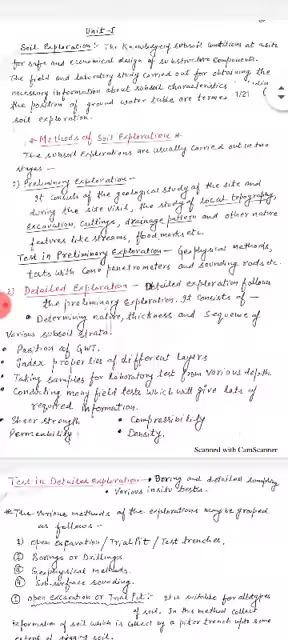 Unit-I
Soil Exploration:- The Knowledge of subsoil conditions at a site
for safe and economical design of substructure components.
The field and laboratory study carried out for obtaining the
necessary information about subsoil characteristics
the position of ground water table are termed 1/21
soil exploration.
* Methods of Soil Exploration *
The subsoil explorations are usually carried out in two
stages -
1) Preliminary Exploration -
It consists of the geological study of the site and
during the site visit, the study of local topography,
excavation, cuttings, drainage pattern and other nature
features like streams, flood marks etc.
Test in Preliminary Exploration - Geophysical methods,
tests with cone penetrometers and sounding rods etc.
2) Detailed Exploration - Detailed exploration follows
the preliminary exploration. It consists of -
• Determining nature, thickness and sequence of
various subsoil strata.
• Position of GWT.
• Index properties of different layers
• Taking samples for laboratory test from various depth.
• Conducting many field tests which will give lots of
required information.
• Shear strength • Compressibility
Permeability • Density.
Scanned with CamScanner
Test in Detailed exploration - • Boring and detailed sampling
• Various insitu tests.
* The various methods of the explorations may be grouped
as follows -
1) Open excavation / Trial Pit / Test trenches.
② Borings or Drillings
③ Geophysical methods.
④ Sub-surface sounding.
① Open excavation or Trial Pit:- It is suitable for all types
of soil. In this method collect
of soil which is collect by a